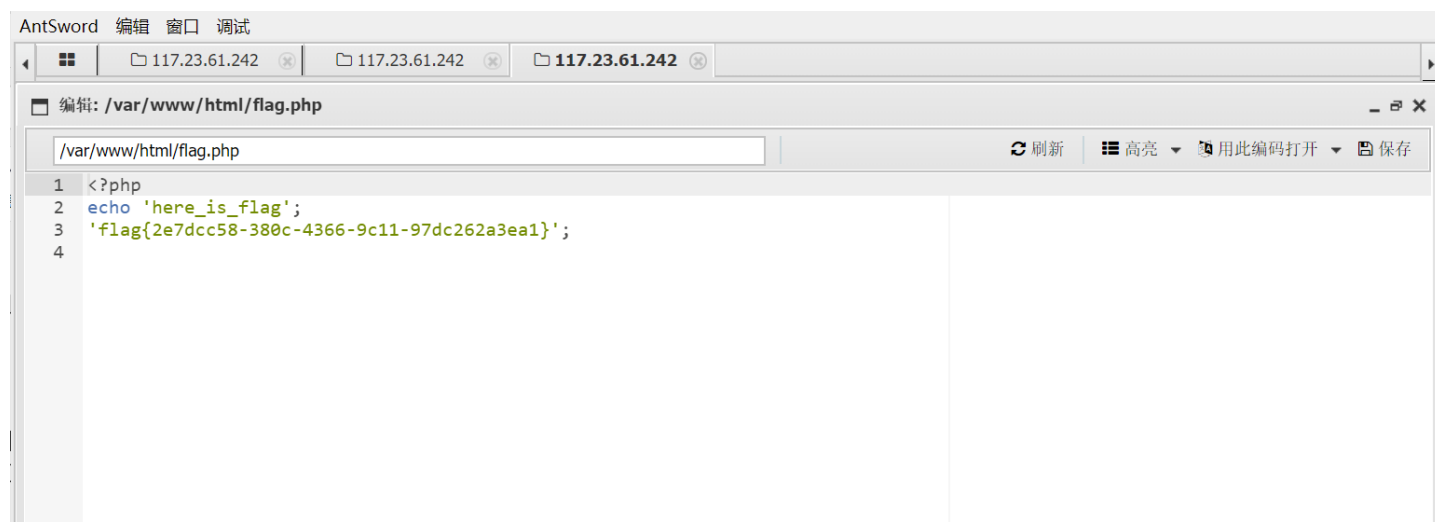 AntSword 编辑 窗口 调试
117.23.61.242 117.23.61.242 117.23.61.242
编辑: /var/www/html/flag.php
/var/www/html/flag.php 刷新 高亮 用此编码打开 保存
1 <?php
2 echo 'here_is_flag';
3 'flag{2e7dcc58-380c-4366-9c11-97dc262a3ea1}';
4